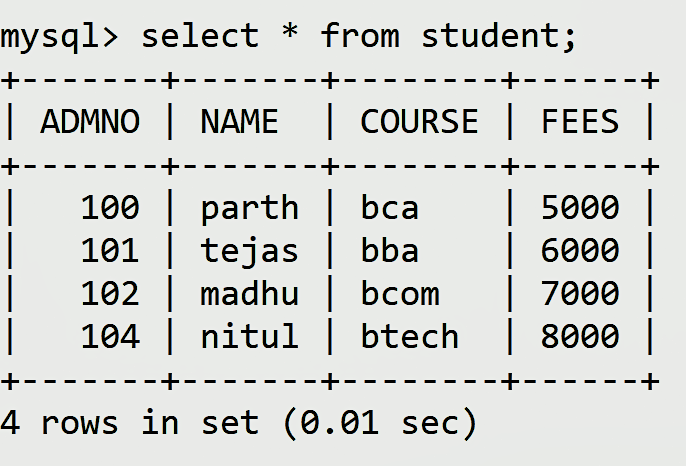 mysql> select * from student;
+-------+-------+--------+------+
| ADMNO | NAME  | COURSE | FEES |
+-------+-------+--------+------+
|   100 | parth | bca    | 5000 |
|   101 | tejas | bba    | 6000 |
|   102 | madhu | bcom   | 7000 |
|   104 | nitul | btech  | 8000 |
+-------+-------+--------+------+
4 rows in set (0.01 sec)